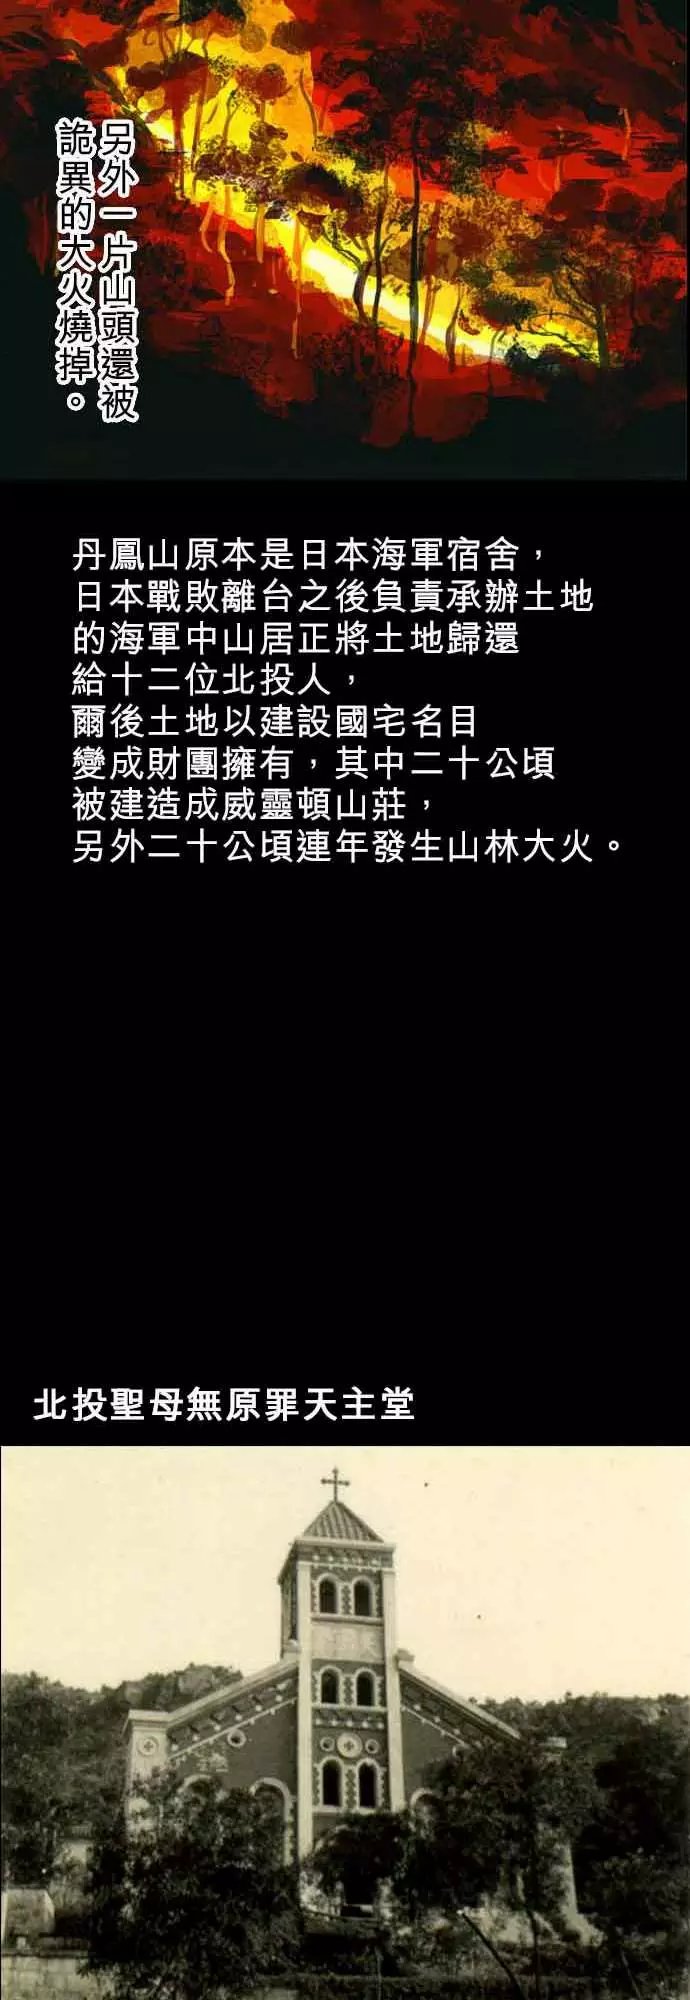 另外一片山頭還被
詭異的大火燒掉。
丹鳳山原本是日本海軍宿舍，
日本戰敗離台之後負責承辦土地
的海軍中山居正將土地歸還
給十二位北投人，
爾後土地以建設國宅名目
變成財團擁有，其中二十公頃
被建造成威靈頓山莊，
另外二十公頃連年發生山林大火。
北投聖母無原罪天主堂